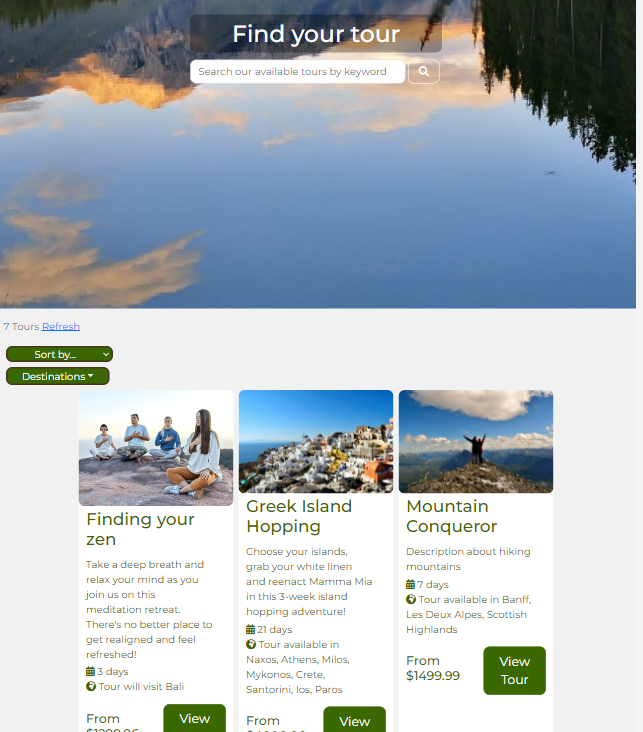 Find your tour
Search our available tours by keyword
7 Tours Refresh
Sort by...
Destinations
Finding your
zen
Take a deep breath and
relax your mind as you
join us on this
meditation retreat.
There's no better place to
get realigned and feel
refreshed!
3 days
Tour will visit Bali
From
View
Greek Island
Hopping
Choose your islands,
grab your white linen
and reenact Mamma Mia
in this 3-week island
hopping adventure!
21 days
Tour available in
Naxos, Athens, Milos,
Mykonos, Crete,
Santorini, Ios, Paros
From
View
Mountain
Conqueror
Description about hiking
mountains
7 days
Tour available in Banff,
Les Deux Alpes, Scottish
Highlands
From
$1499.99
View
Tour